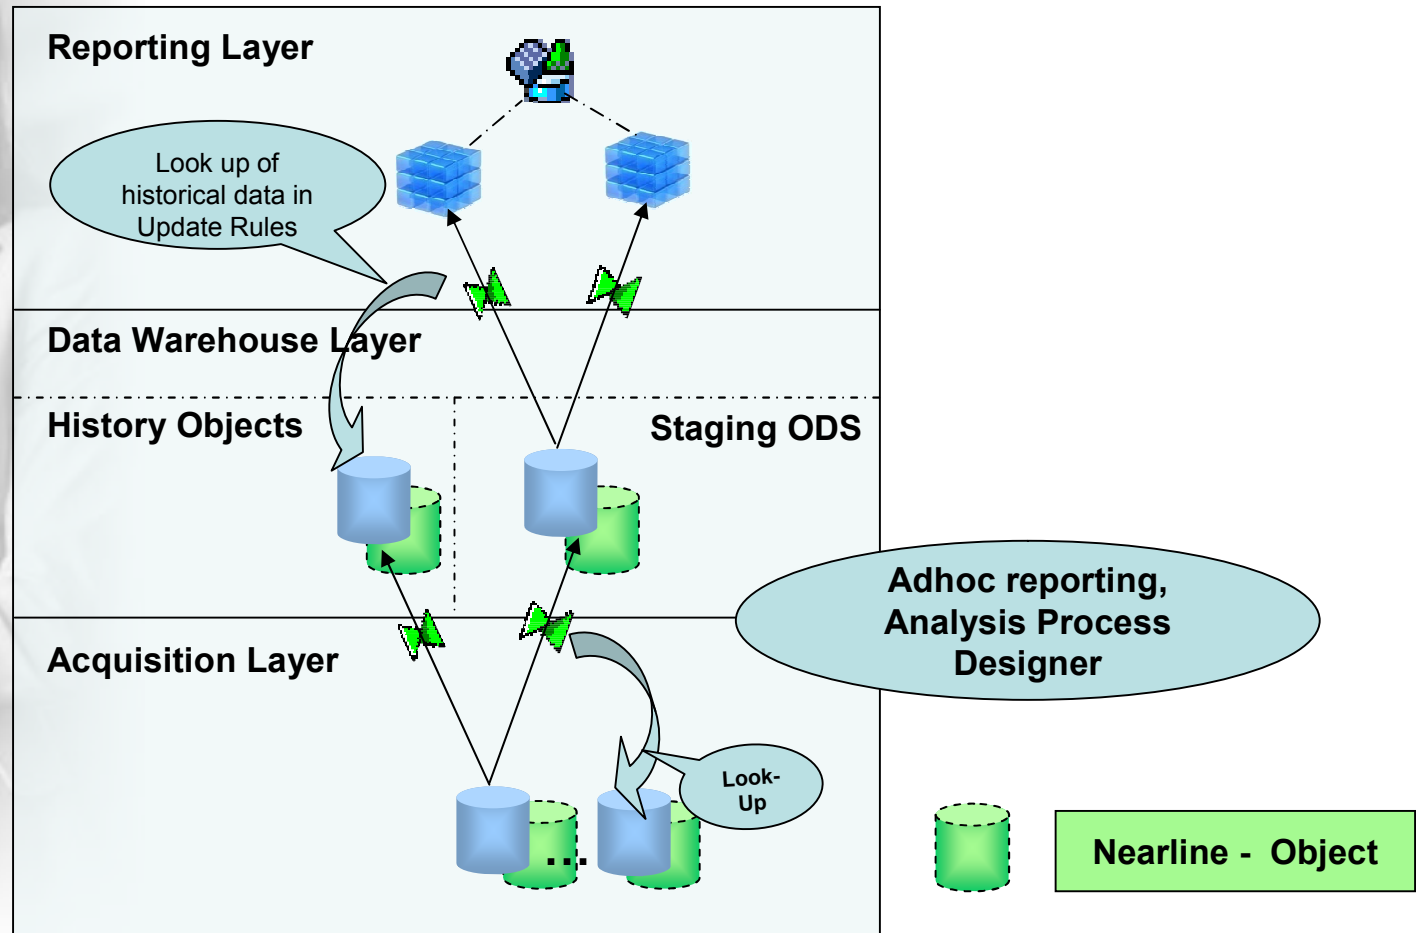 Reporting Layer
Look up of
historical data in
Update Rules
Data Warehouse Layer
History Objects
Staging ODS
Adhoc reporting,
Analysis Process
Designer
Acquisition Layer
Look-
Up
...
Nearline - Object